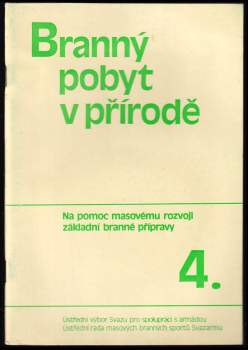 Branný
pobyt
v přírodě
Na pomoc masovému rozvoji
základní branné přípravy
4.
Ústřední výbor Svazu pro spolupráci s armádou
Ústřední rada masových branných sportů Svazarmu